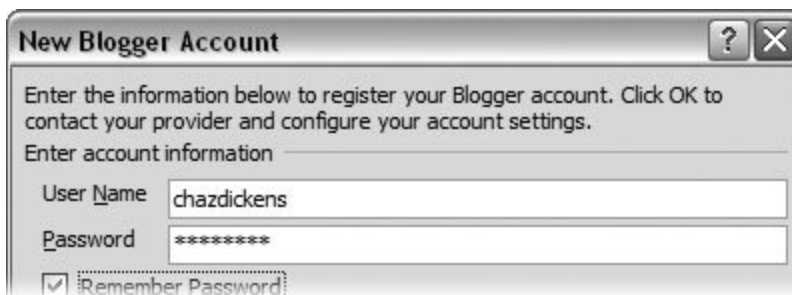 New Blogger Account
Enter the information below to register your Blogger account. Click OK to
contact your provider and configure your account settings.
Enter account information
User Name chazdickens
Password ********
Remember Password